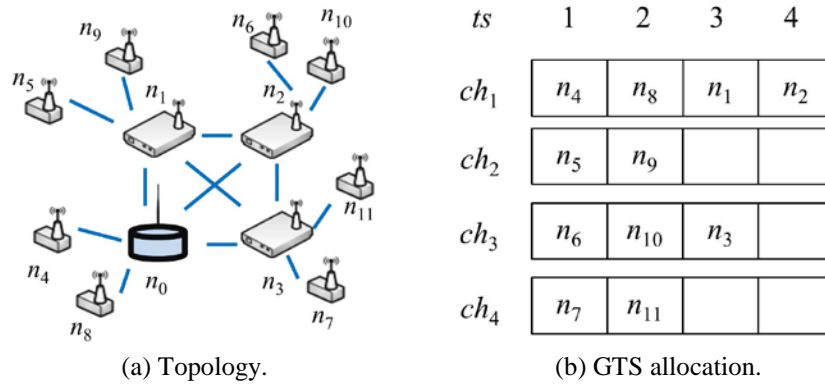 n9
n6
n10
n5
n1
n2
n11
n4
n0
n3
n8
n7
(a) Topology.
ts 1 2 3 4
ch1 n4 n8 n1 n2
ch2 n5 n9
ch3 n6 n10 n3
ch4 n7 n11
(b) GTS allocation.